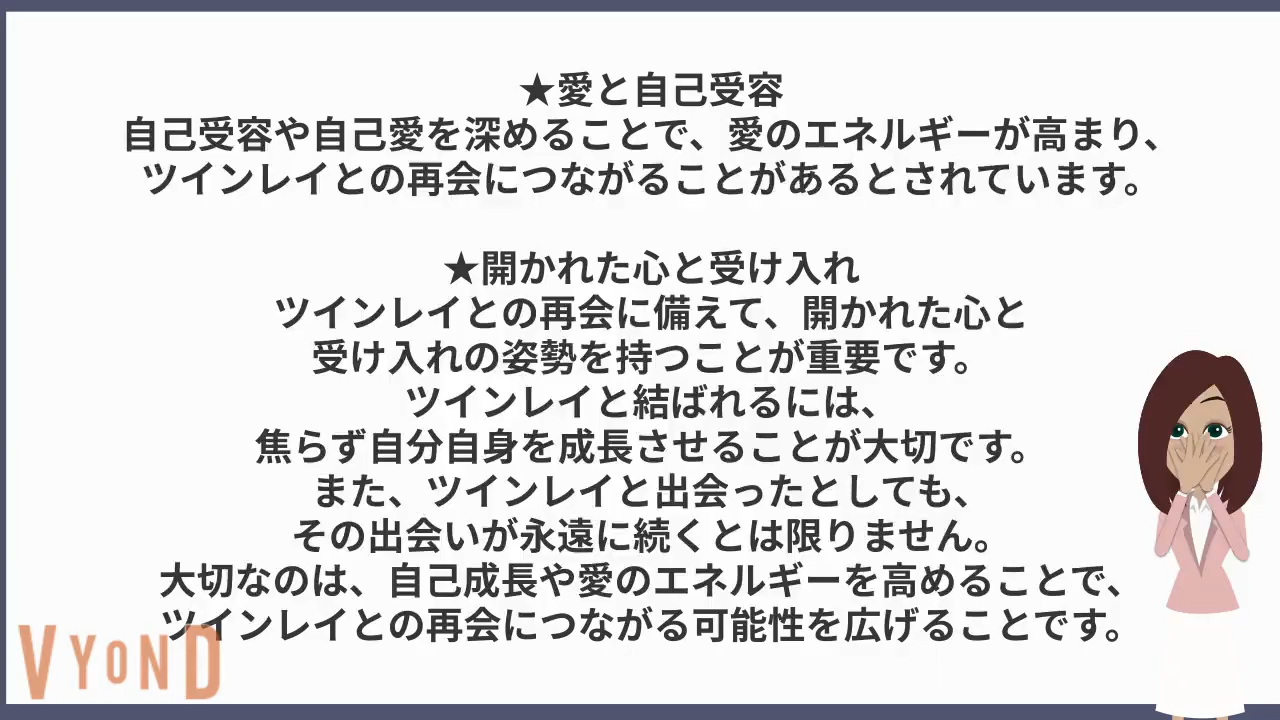 ★愛と自己受容
自己受容や自己愛を深めることで、愛のエネルギーが高まり、
ツインレイとの再会につながることがあるとされています。
★開かれた心と受け入れ
ツインレイとの再会に備えて、開かれた心と
受け入れの姿勢を持つことが重要です。
ツインレイと結ばれるには、
焦らず自分自身を成長させることが大切です。
また、ツインレイと出会ったとしても、
その出会いが永遠に続くとは限りません。
大切なのは、自己成長や愛のエネルギーを高めることで、
ツインレイとの再会につながる可能性を広げることです。
VYOND